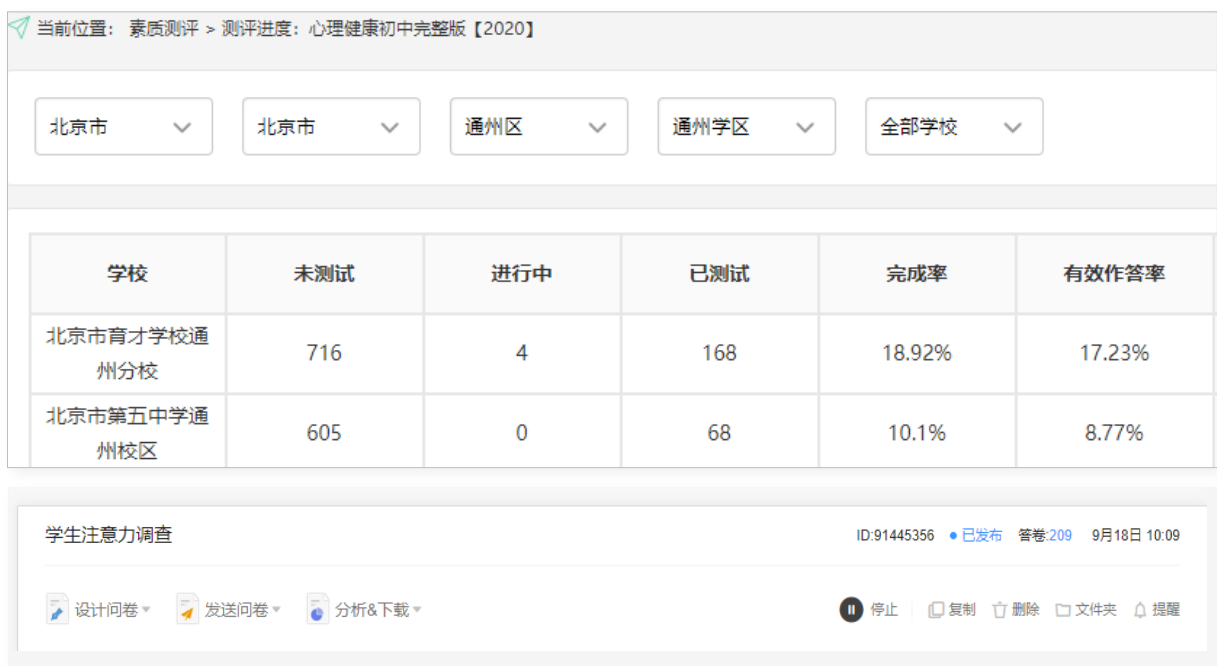 当前位置： 素质测评 > 测评进度：心理健康初中完整版【2020】
北京市 北京市 通州区 通州学区 全部学校
学校 未测试 进行中 已测试 完成率 有效作答率
北京市育才学校通
州分校
716 4 168 18.92% 17.23%
北京市第五中学通
州校区
605 0 68 10.1% 8.77%
学生注意力调查
ID:91445356 已发布 答卷:209 9月18日 10:09
设计问卷 发送问卷 分析&下载 停止 复制 删除 文件夹 提醒